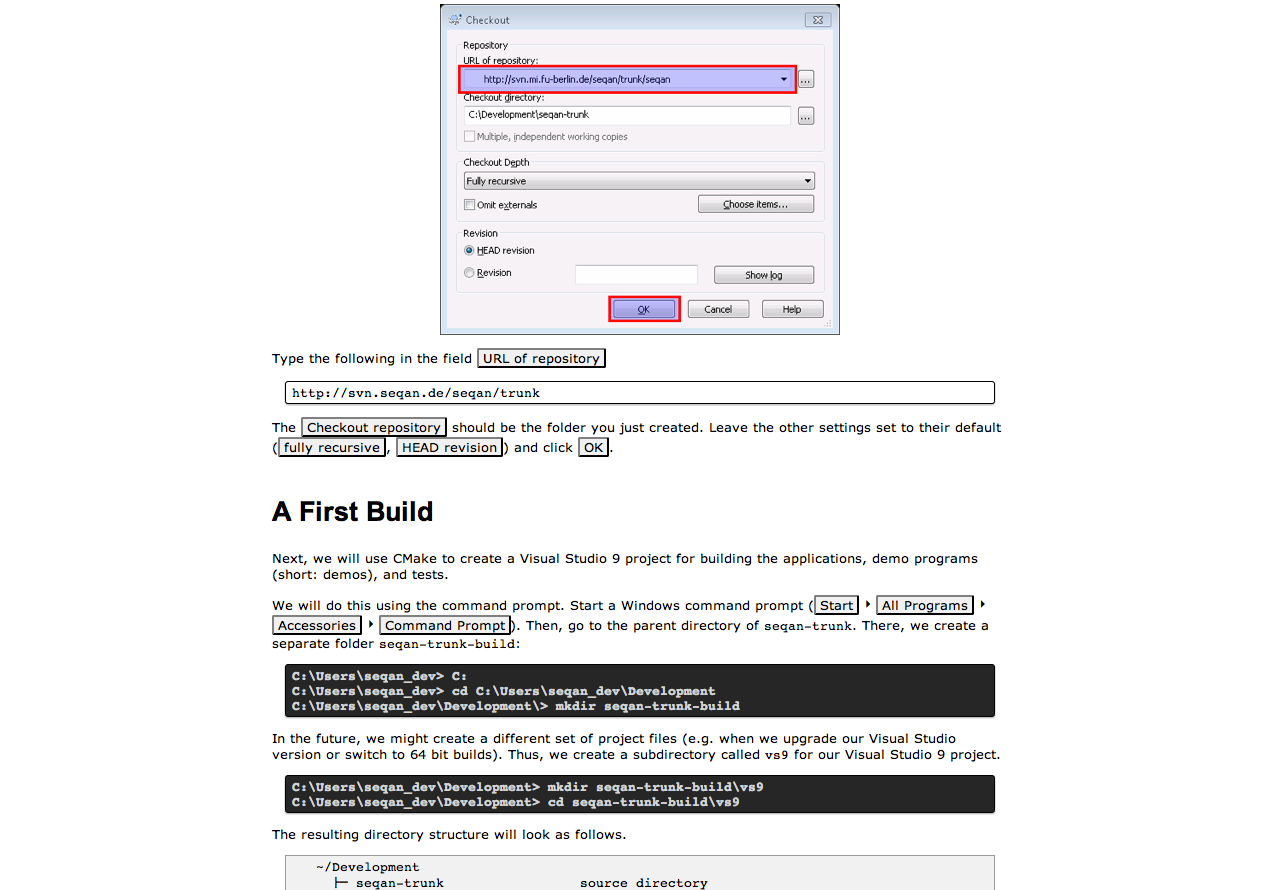 Checkout
Repository
URL of repository:
http://svn.mi.fu-berlin.de/seqan/trunk/seqan
...
Checkout directory:
C:\Development\seqan-trunk
...
Multiple, independent working copies
Checkout Depth
Fully recursive
Omit externals
Choose items...
Revision
HEAD revision
Revision
Show log
OK
Cancel
Help
Type the following in the field URL of repository
http://svn.seqan.de/seqan/trunk
The Checkout repository should be the folder you just created. Leave the other settings set to their default
(fully recursive, HEAD revision) and click OK.
A First Build
Next, we will use CMake to create a Visual Studio 9 project for building the applications, demo programs
(short: demos), and tests.
We will do this using the command prompt. Start a Windows command prompt (Start ‣ All Programs ‣
Accessories ‣ Command Prompt). Then, go to the parent directory of seqan-trunk. There, we create a
separate folder seqan-trunk-build:
C:\Users\seqan_dev> C:
C:\Users\seqan_dev> cd C:\Users\seqan_dev\Development
C:\Users\seqan_dev\Development\> mkdir seqan-trunk-build
In the future, we might create a different set of project files (e.g. when we upgrade our Visual Studio
version or switch to 64 bit builds). Thus, we create a subdirectory called vs9 for our Visual Studio 9 project.
C:\Users\seqan_dev\Development> mkdir seqan-trunk-build\vs9
C:\Users\seqan_dev\Development> cd seqan-trunk-build\vs9
The resulting directory structure will look as follows.
~/Development
├─ seqan-trunk source directory